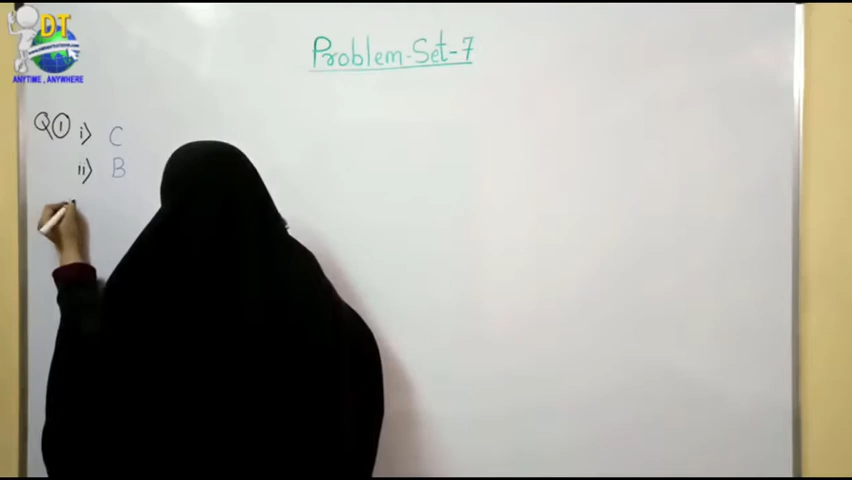 DT
ANYTIME , ANYWHERE
Problem-Set-7
Q① i) C
ii) B